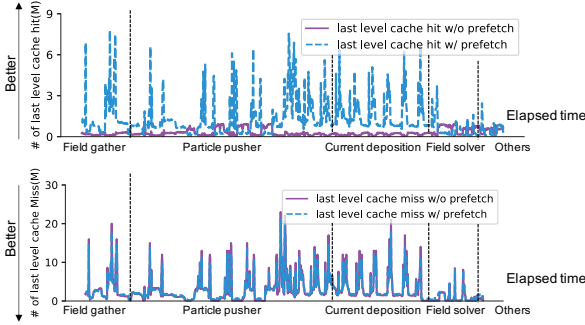 Better
# of last level cache hit(M)
9
6
3
0
last level cache hit w/o prefetch
last level cache hit w/ prefetch
Elapsed time
Field gather
Particle pusher
Current deposition
Field solver
Others
Better
# of last level cache Miss(M)
30
20
10
0
last level cache miss w/o prefetch
last level cache miss w/ prefetch
Elapsed time
Field gather
Particle pusher
Current deposition
Field solver
Others